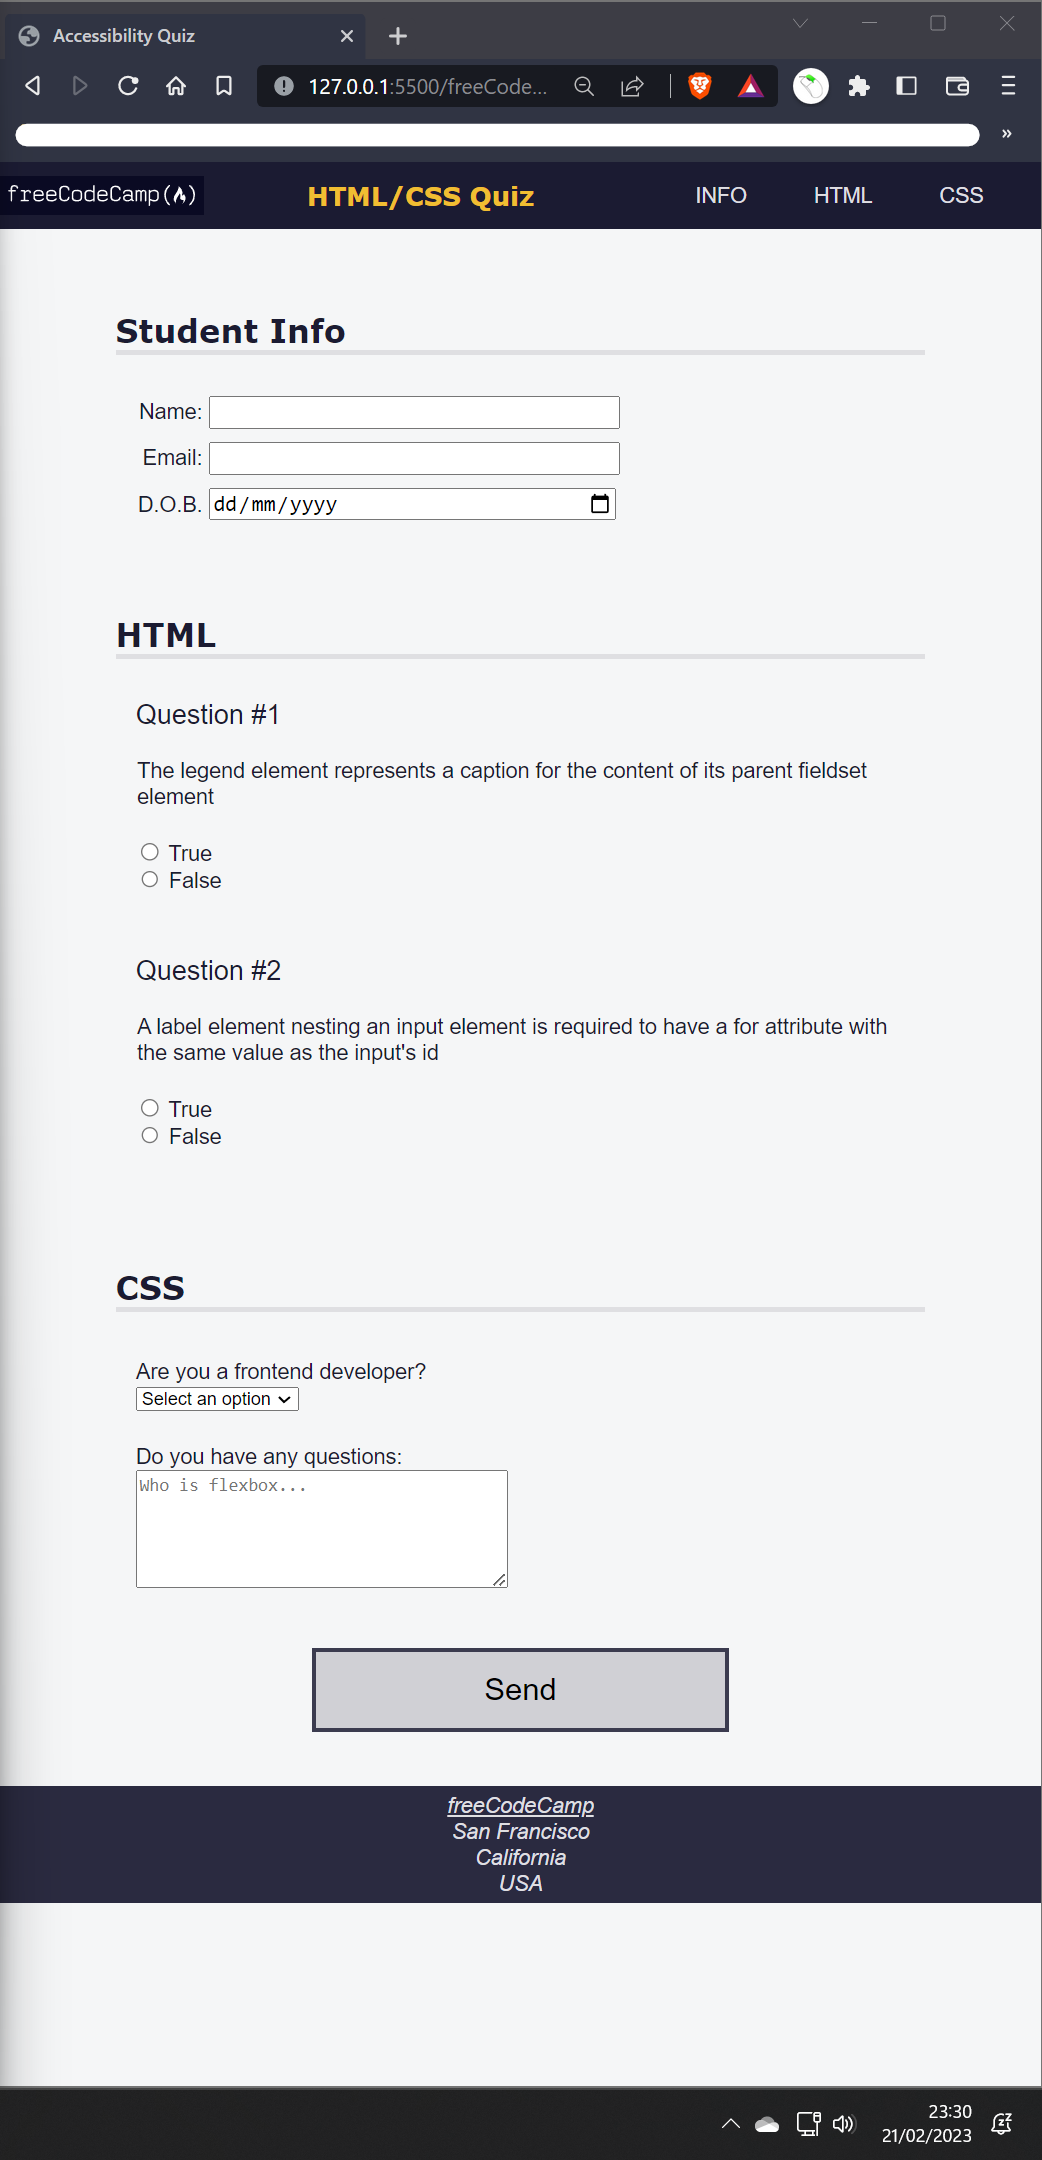 Accessibility Quiz
127.0.0.1:5500/freeCode...
freeCodeCamp
HTML/CSS Quiz
INFO
HTML
CSS
Student Info
Name:
Email:
D.O.B. dd/mm/yyyy
HTML
Question #1
The legend element represents a caption for the content of its parent fieldset
element
True
False
Question #2
A label element nesting an input element is required to have a for attribute with
the same value as the input's id
True
False
CSS
Are you a frontend developer?
Select an option
Do you have any questions:
Who is flexbox...
Send
freeCodeCamp
San Francisco
California
USA
23:30
21/02/2023